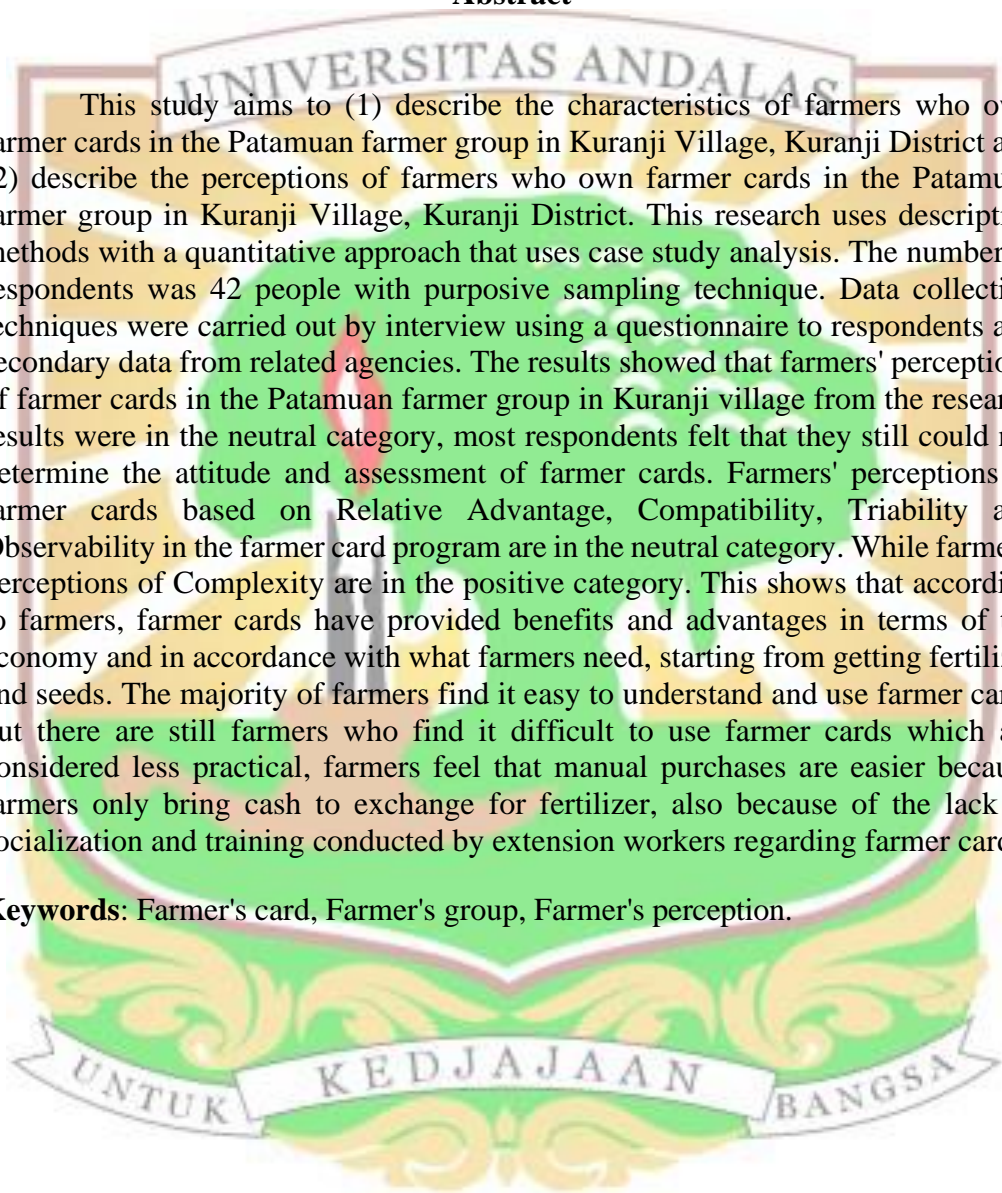 Abstract
UNIVERSITAS ANDALAS
This study aims to (1) describe the characteristics of farmers who
armer cards in the Patamuan farmer group in Kuranji Village, Kuranji District a
2) describe the perceptions of farmers who own farmer cards in the Patamu
armer group in Kuranji Village, Kuranji District. This research uses descripti
methods with a quantitative approach that uses case study analysis. The number
espondents was 42 people with purposive sampling technique. Data collecti
echniques were carried out by interview using a questionnaire to respondents a
econdary data from related agencies. The results showed that farmers' perception
f farmer cards in the Patamuan farmer group in Kuranji village from the resear
esults were in the neutral category, most respondents felt that they still could n
etermine the attitude and assessment of farmer cards. Farmers' perceptions
armer cards based on Relative Advantage, Compatibility, Triability a
Observability in the farmer card program are in the neutral category. While farme
erceptions of Complexity are in the positive category. This shows that accordi
o farmers, farmer cards have provided benefits and advantages in terms of t
conomy and in accordance with what farmers need, starting from getting fertiliz
nd seeds. The majority of farmers find it easy to understand and use farmer car
ut there are still farmers who find it difficult to use farmer cards which a
onsidered less practical, farmers feel that manual purchases are easier becau
armers only bring cash to exchange for fertilizer, also because of the lack
ocialization and training conducted by extension workers regarding farmer card
Keywords: Farmer's card, Farmer's group, Farmer's perception.
UNTUK KEDJAJAAN BANGSA